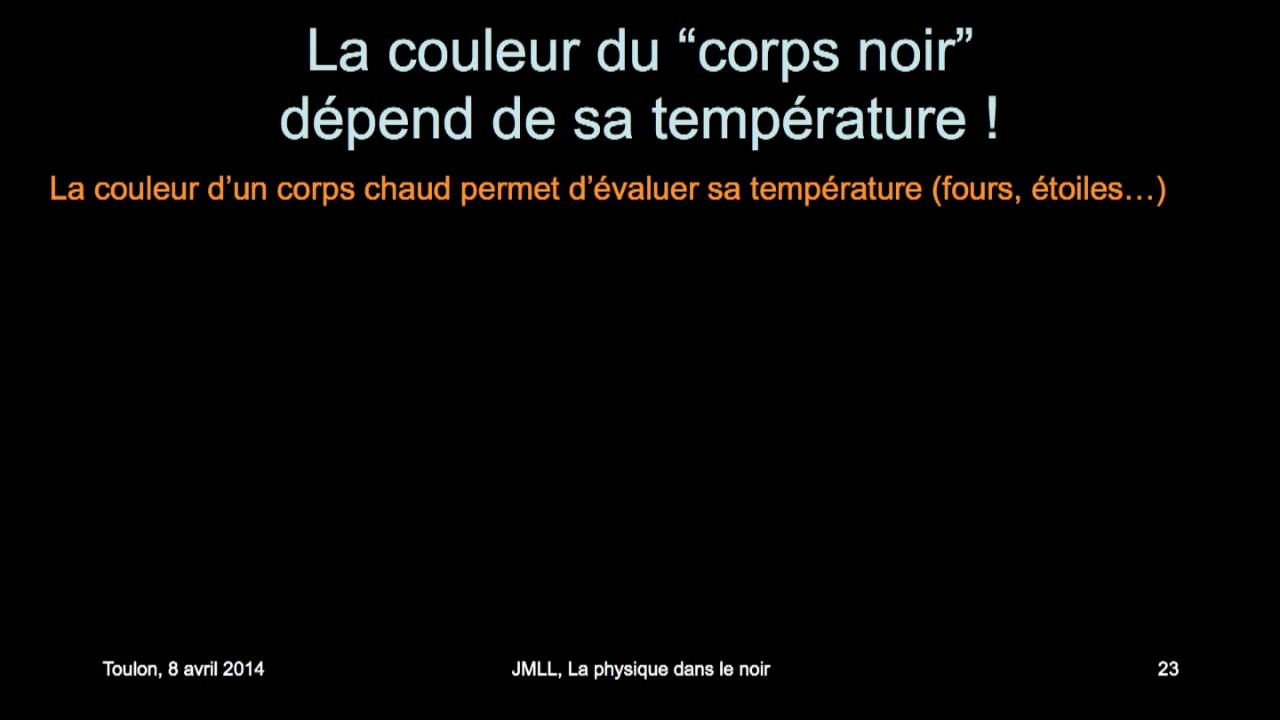 La couleur du “corps noir”
dépend de sa température !
La couleur d’un corps chaud permet d’évaluer sa température (fours, étoiles…)
Toulon, 8 avril 2014
JMLL, La physique dans le noir
23